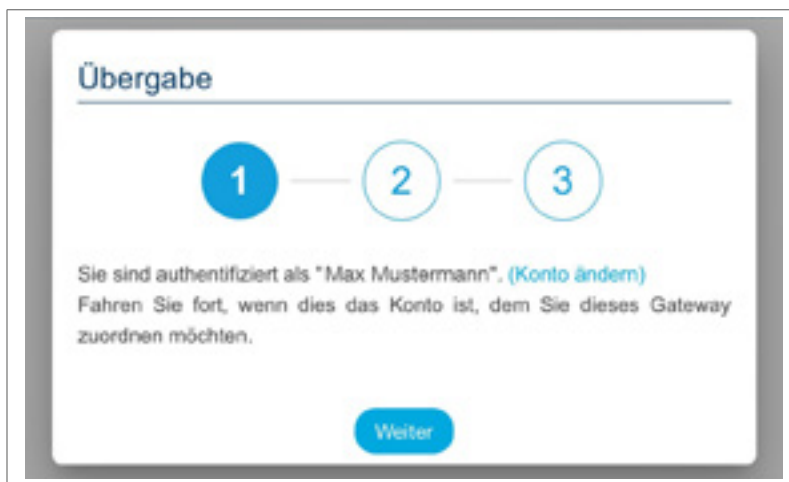 Übergabe
1 2 3
Sie sind authentifiziert als "Max Mustermann". (Konto ändern)
Fahren Sie fort, wenn dies das Konto ist, dem Sie dieses Gateway
zuordnen möchten.
Weiter